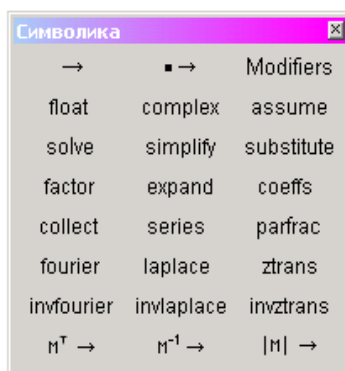 Символика
→ ▪ → Modifiers
float complex assume
solve simplify substitute
factor expand coeffs
collect series parfrac
fourier laplace ztrans
invfourier invlaplace invztrans
Mᵀ → M⁻¹ → |M| →